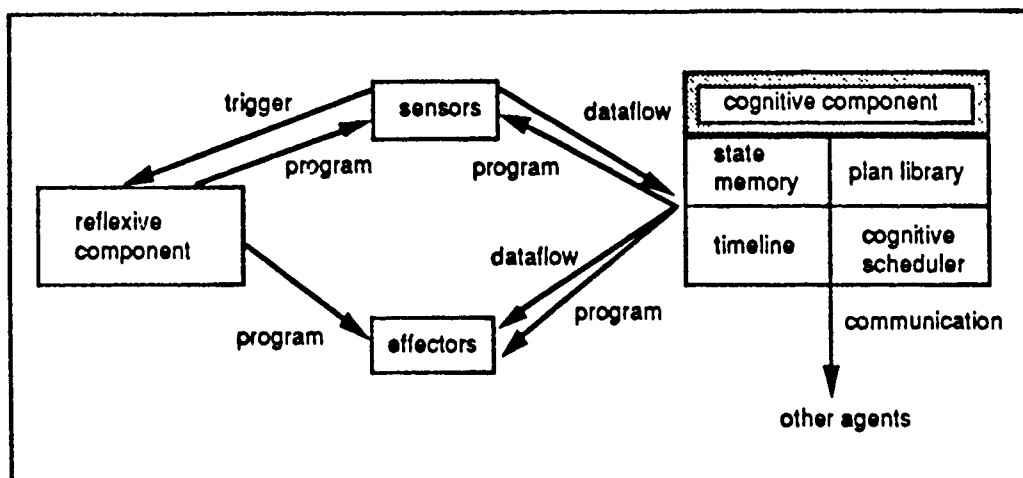 trigger
sensors
dataflow
cognitive component
program
program
state
memory
plan library
reflexive
component
timeline
cognitive
scheduler
dataflow
program
program
effectors
communication
other agents